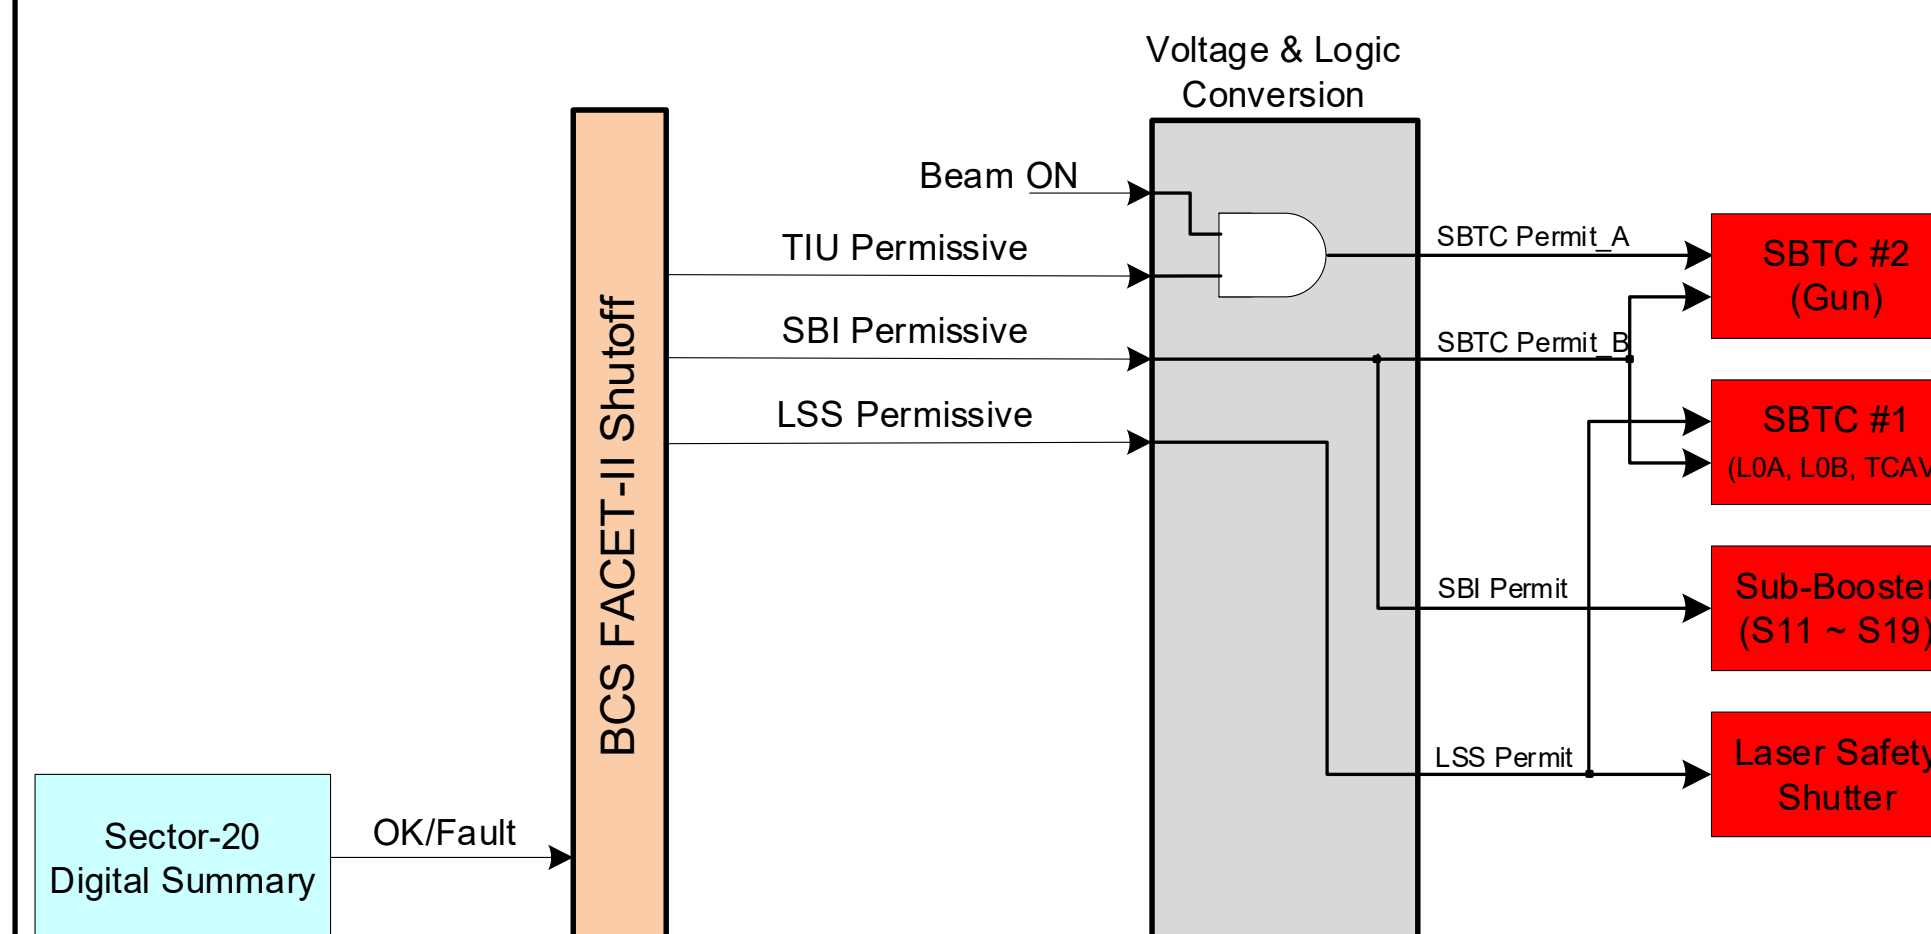 Voltage & Logic
Conversion
Beam ON
TIU Permissive
SBI Permissive
LSS Permissive
BCS FACET-II Shutoff
SBTC Permit_A
SBTC Permit_B
SBI Permit
LSS Permit
SBTC #2
(Gun)
SBTC #1
(L0A, L0B, TCAV
Sub-Booster
(S11 ~ S19)
Laser Safety
Shutter
Sector-20
Digital Summary
OK/Fault